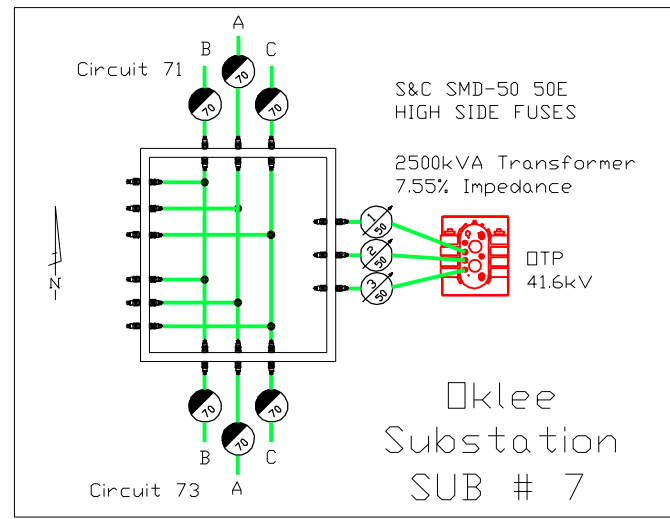 A
B
C
Circuit 71
70
70
70
S&C SMD-50 50E
HIGH SIDE FUSES
2500kVA Transformer
7.55% Impedance
1
50
2
50
3
50
OTP
41.6kV
N
70
70
70
B
C
A
Circuit 73
Oklee
Substation
SUB # 7